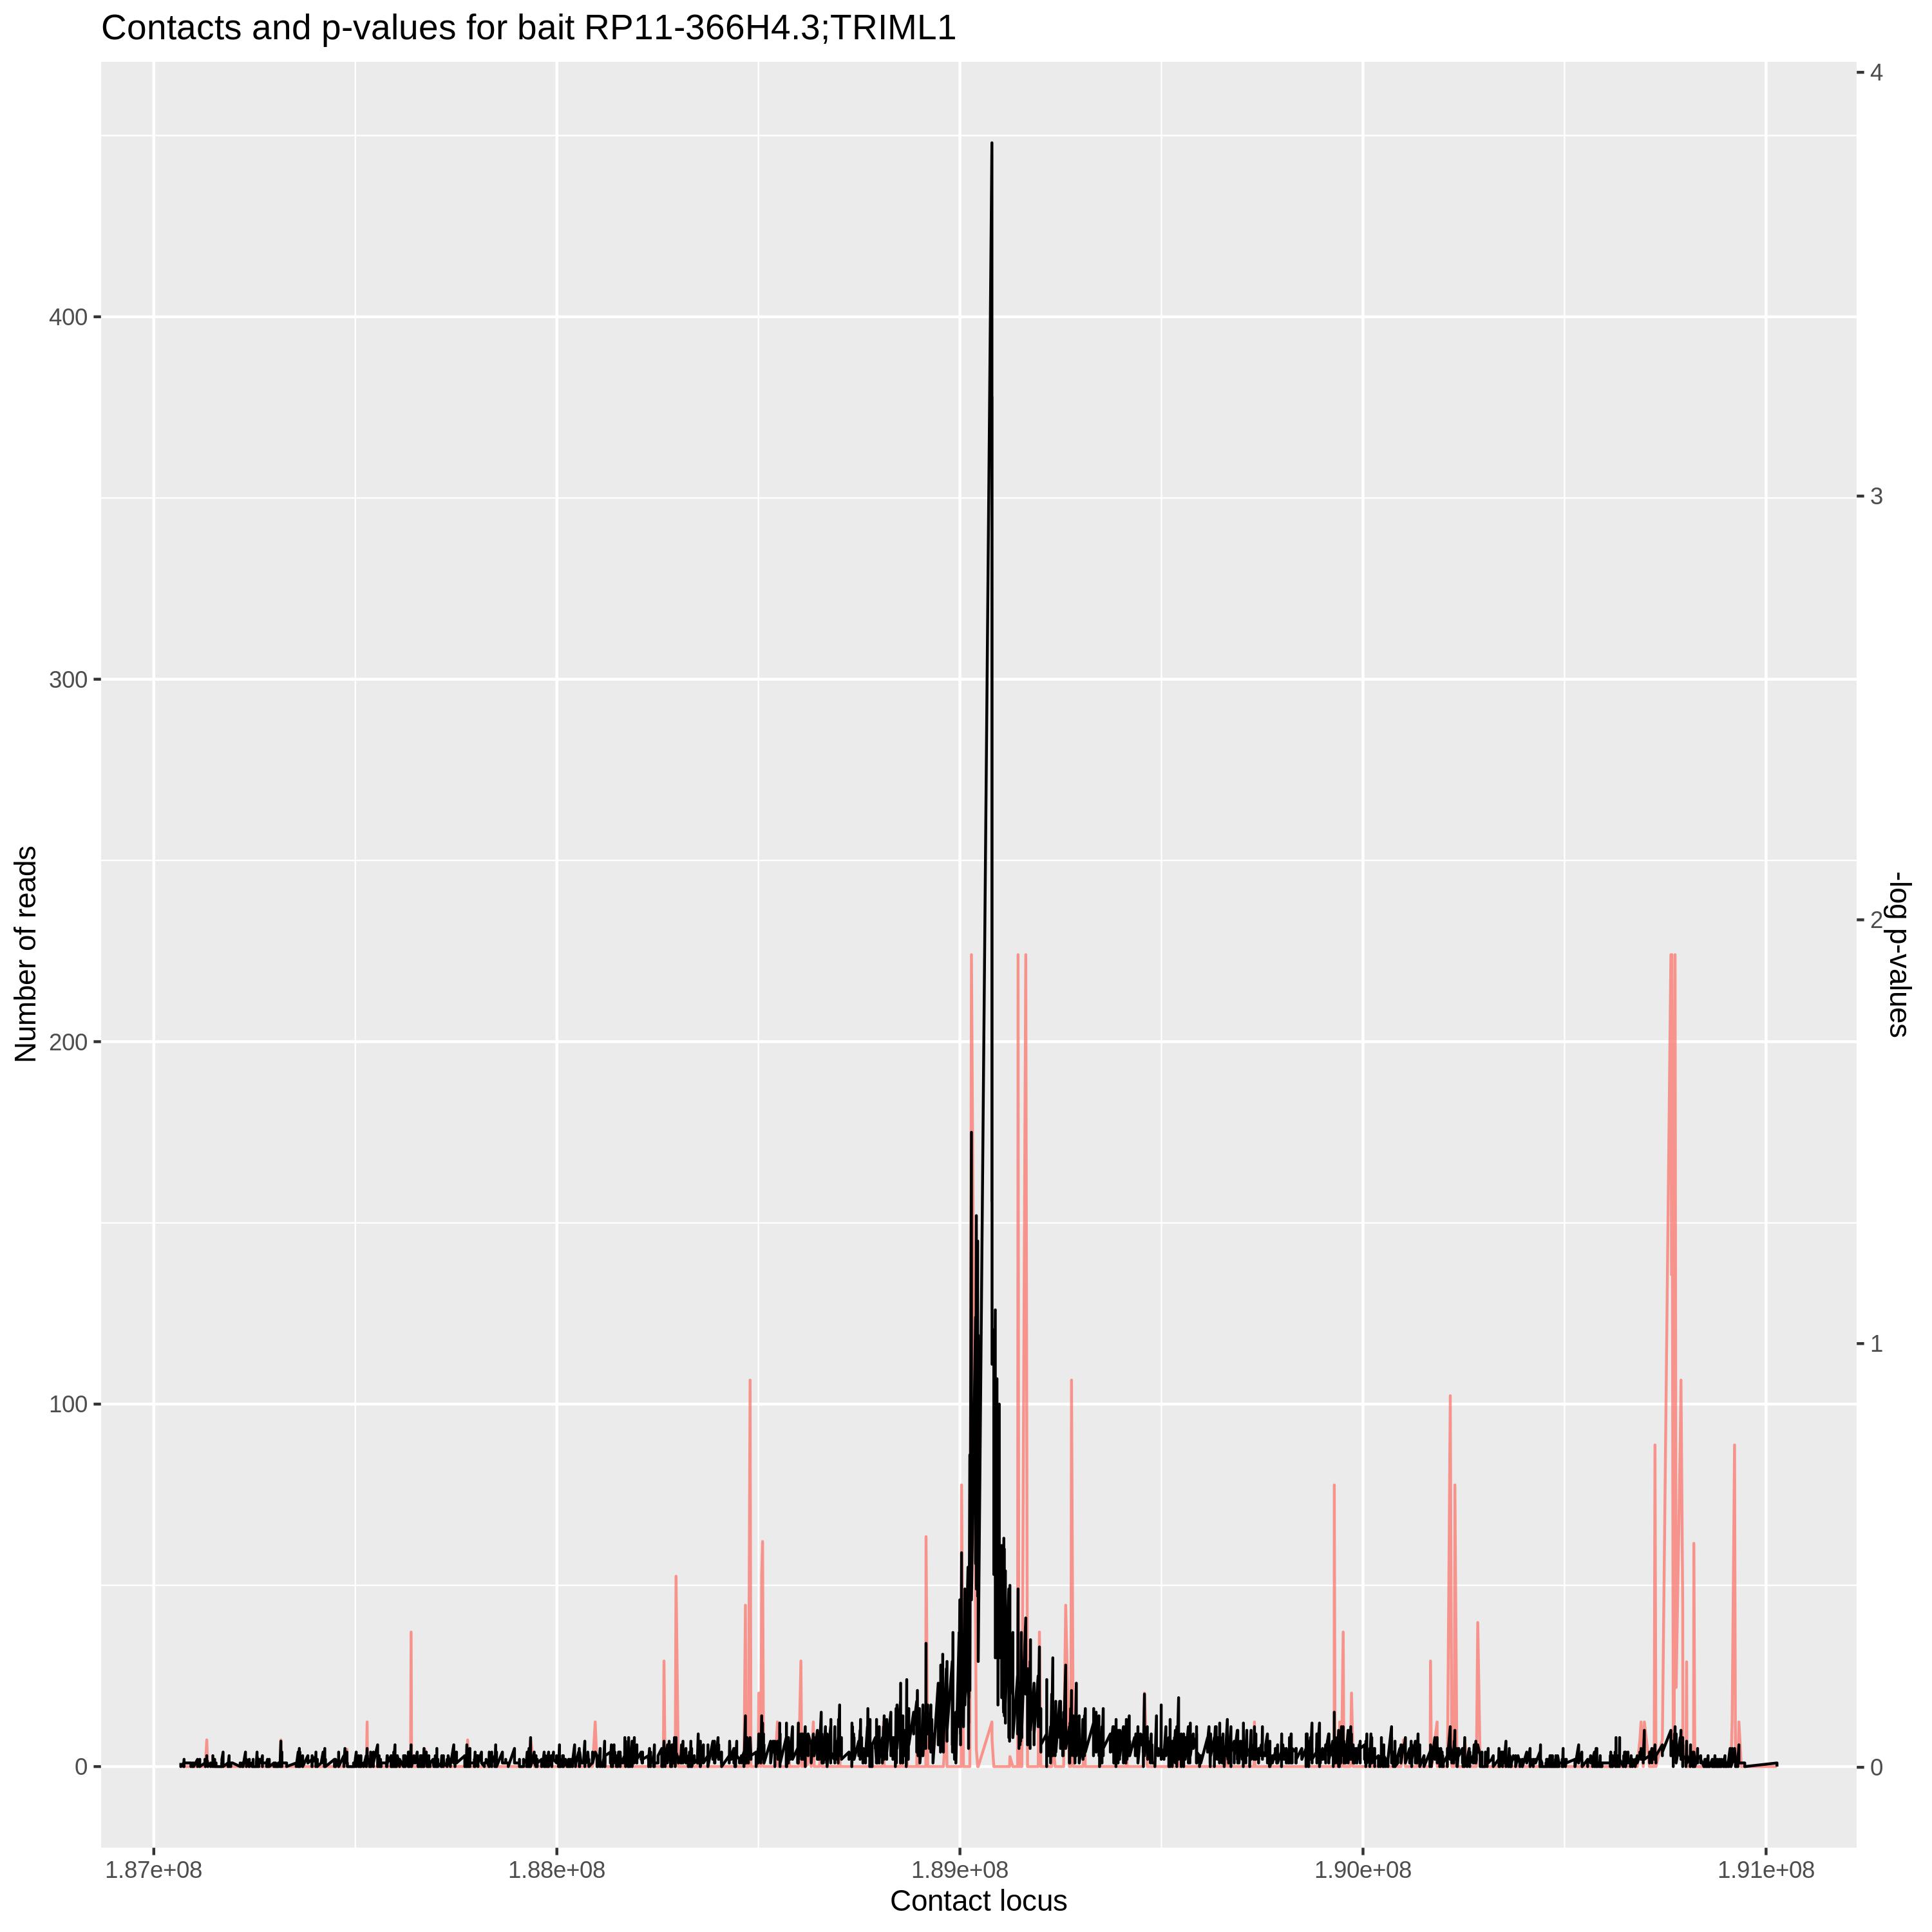 Contacts and p-values for bait RP11-366H4.3;TRIML1
Number of reads
400
300
200
100
0
4
3
2
1
0
-log p-values
1.87e+08 1.88e+08 1.89e+08 1.90e+08 1.91e+08
Contact locus